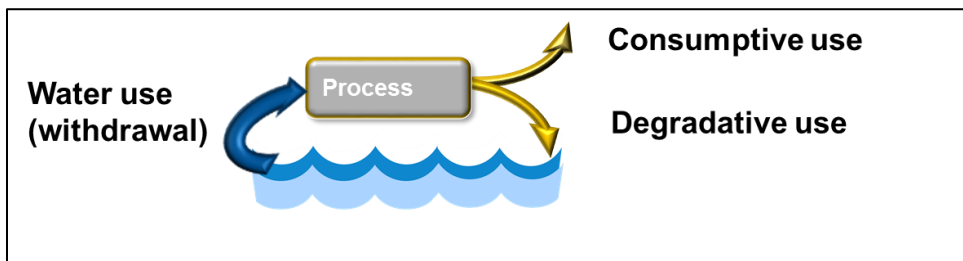 Consumptive use
Process
Water use
(withdrawal)
Degradative use